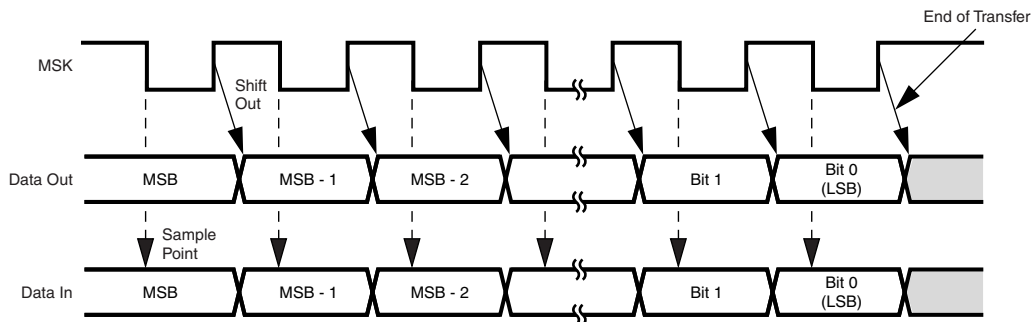 End of Transfer
MSK
Shift
Out
Data Out
MSB
MSB - 1
MSB - 2
Bit 1
Bit 0
(LSB)
Sample
Point
Data In
MSB
MSB - 1
MSB - 2
Bit 1
Bit 0
(LSB)